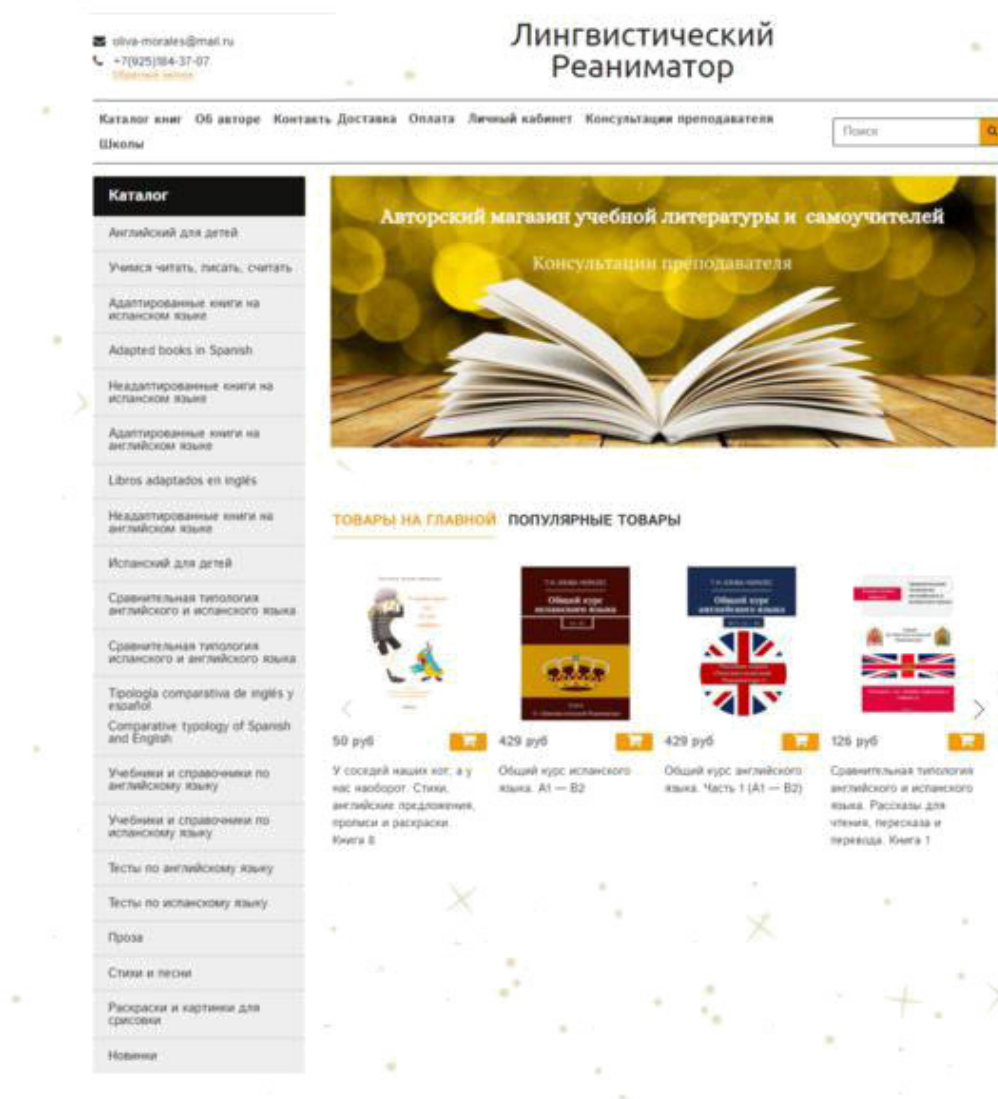 oliva-morales@mail.ru
+7(925)184-37-07
Обратный звонок
Лингвистический
Реаниматор
Каталог книг Об авторе Контакть Доставка Оплата Личный кабинет Консультации преподавателя
Школы
Поиск
Каталог
Английский для детей
Учимся читать, писать, считать
Адаптированные книги на
испанском языке
Adapted books in Spanish
Неадаптированные книги на
испанском языке
Адаптированные книги на
английском языке
Libros adaptados en inglés
Неадаптированные книги на
английском языке
Испанский для детей
Сравнительная типология
английского и испанского языка
Сравнительная типология
испанского и английского языка
Tipología comparativa de inglés y
español
Comparative typology of Spanish
and English
Учебники и справочники по
английскому языку
Учебники и справочники по
испанскому языку
Тесты по английскому языку
Тесты по испанскому языку
Проза
Стихи и песни
Раскраски и картинки для
срисовки
Новинки
Авторский магазин учебной литературы и самоучителей
Консультации преподавателя
ТОВАРЫ НА ГЛАВНОЙ ПОПУЛЯРНЫЕ ТОВАРЫ
Общий курс
испанского языка
Общий курс
английского языка
50 руб
429 руб
429 руб
126 руб
У соседей наших кот, а у
нас наоборот. Стихи,
английские предложения,
прописи и раскраски.
Книга 8
Общий курс испанского
языка. А1 — В2
Общий курс английского
языка. Часть 1 (А1 — В2)
Сравнительная типология
английского и испанского
языка. Рассказы для
чтения, пересказа и
перевода. Книга 1